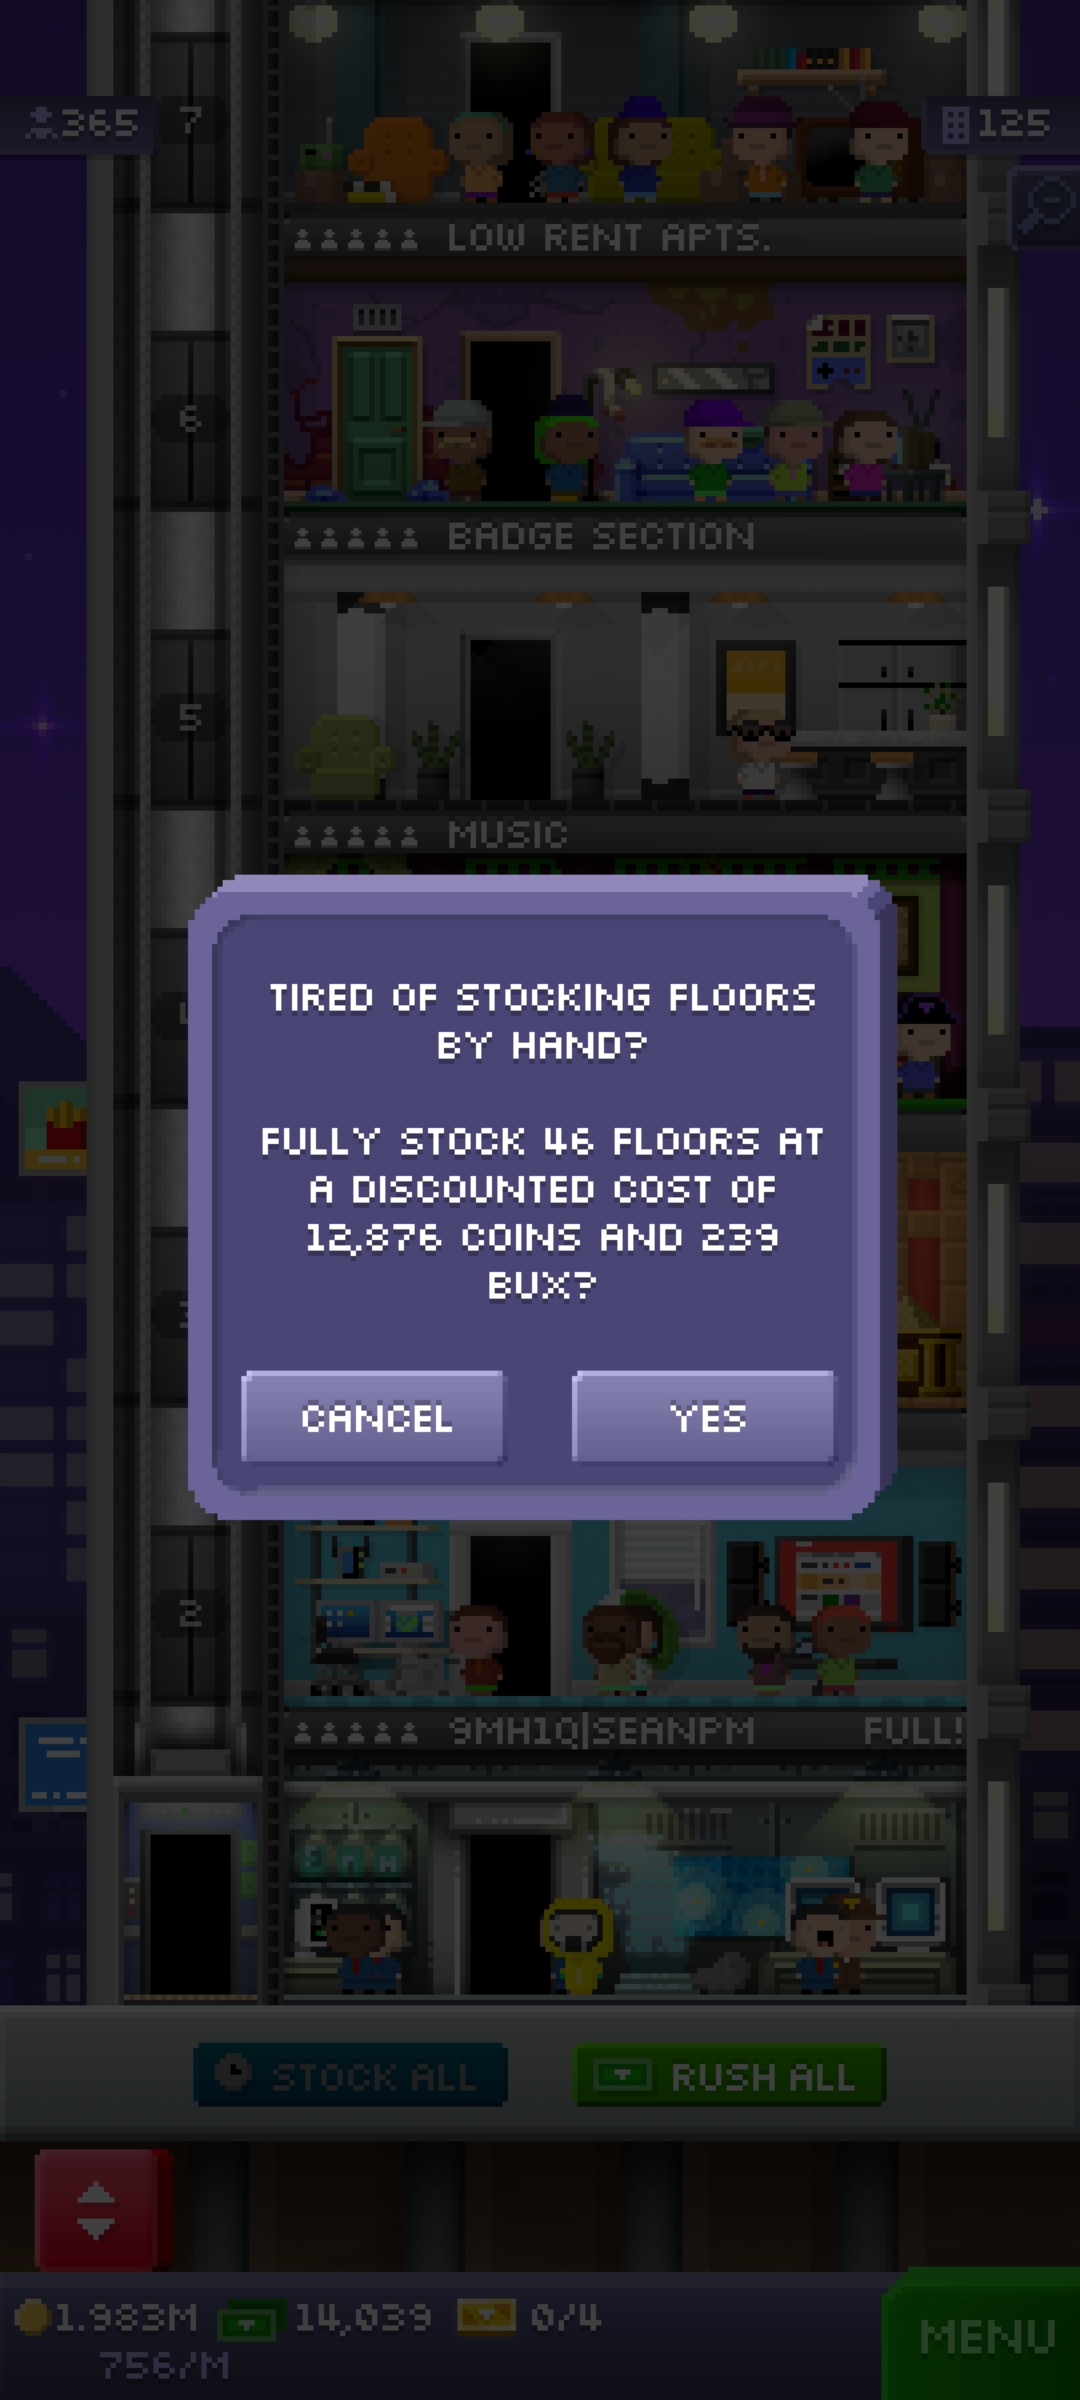 365
7
125
LOW RENT APTS.
6
BADGE SECTION
5
MUSIC
TIRED OF STOCKING FLOORS
BY HAND?
FULLY STOCK 46 FLOORS AT
A DISCOUNTED COST OF
12,876 COINS AND 239
BUX?
CANCEL
YES
2
9MH1Q|SEANPM
FULL!
STOCK ALL
RUSH ALL
1.983M
14,039
0/4
756/M
MENU